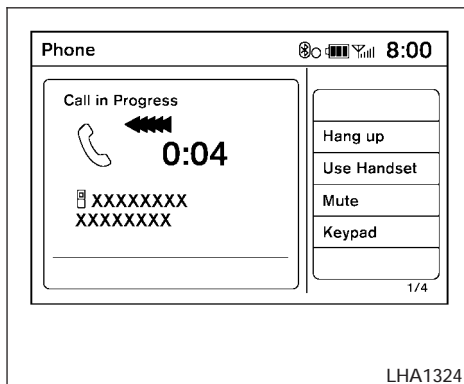 Phone 8:00
Call in Progress
0:04
XXXXXXXX
XXXXXXXX
Hang up
Use Handset
Mute
Keypad
1/4
LHA1324